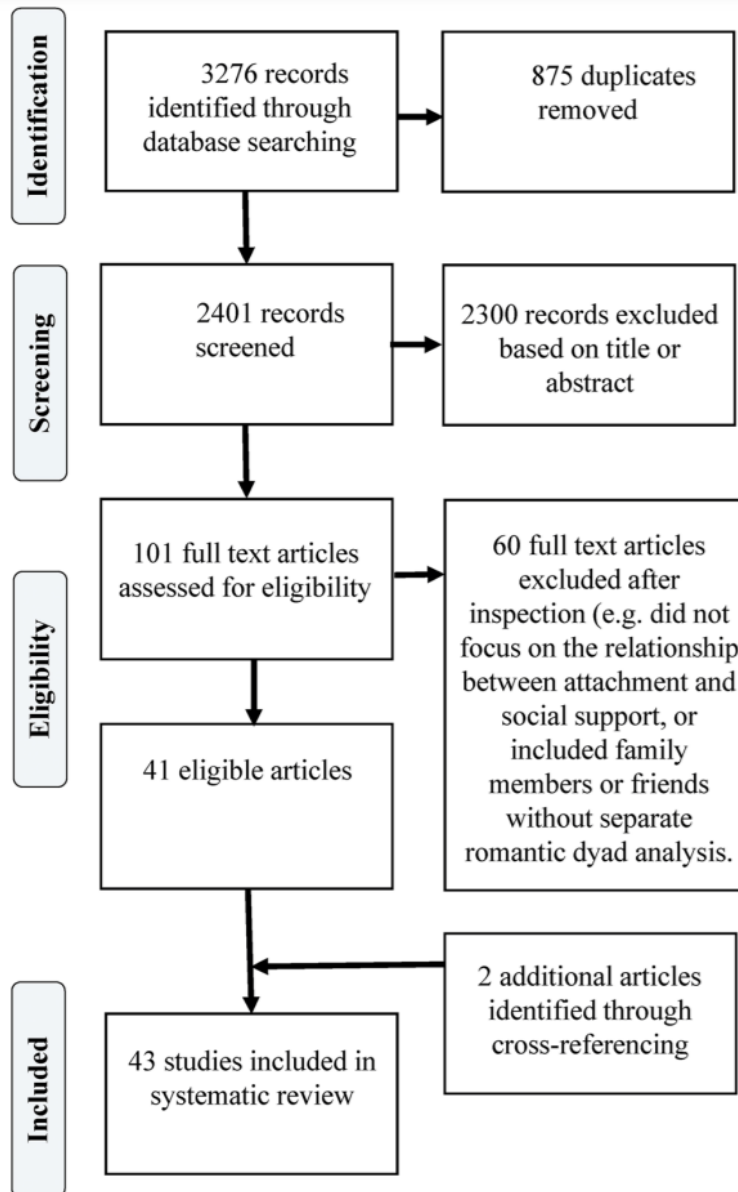 Identification
3276 records
identified through
database searching
875 duplicates
removed
Screening
2401 records
screened
2300 records excluded
based on title or
abstract
Eligibility
101 full text articles
assessed for eligibility
60 full text articles
excluded after
inspection (e.g. did not
focus on the relationship
between attachment and
social support, or
included family
members or friends
without separate
romantic dyad analysis.
41 eligible articles
2 additional articles
identified through
cross-referencing
Included
43 studies included in
systematic review